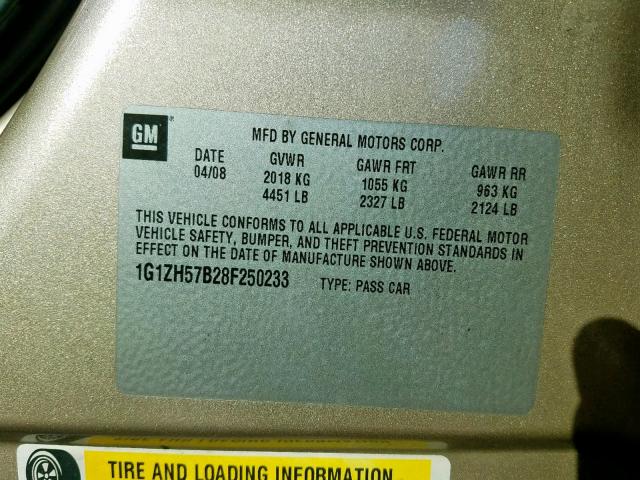 GM®
MFD BY GENERAL MOTORS CORP.
DATE GVWR GAWR FRT GAWR RR
04/08 2018 KG 1055 KG 963 KG
4451 LB 2327 LB 2124 LB
THIS VEHICLE CONFORMS TO ALL APPLICABLE U.S. FEDERAL MOTOR
VEHICLE SAFETY, BUMPER, AND THEFT PREVENTION STANDARDS IN
EFFECT ON THE DATE OF MANUFACTURE SHOWN ABOVE.
1G1ZH57B28F250233 TYPE: PASS CAR
TIRE AND LOADING INFORMATION